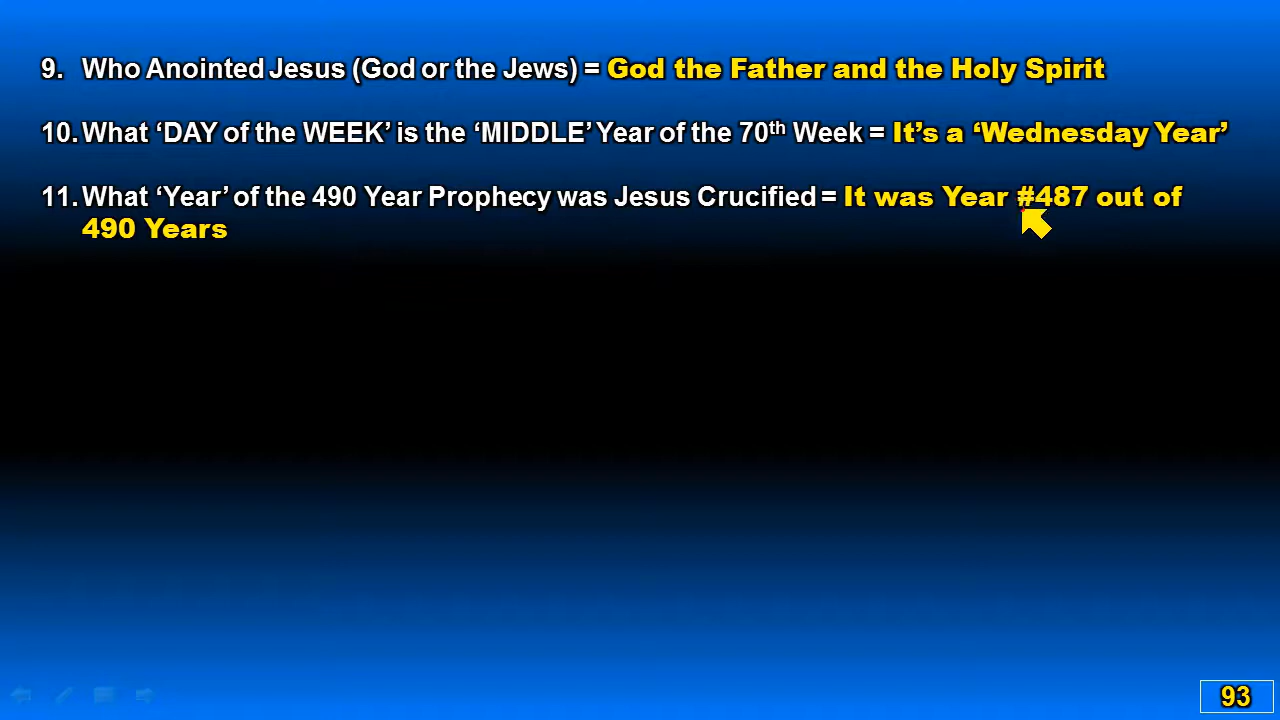 9. Who Anointed Jesus (God or the Jews) = God the Father and the Holy Spirit
10. What ‘DAY of the WEEK’ is the ‘MIDDLE’ Year of the 70th Week = It’s a ‘Wednesday Year’
11. What ‘Year’ of the 490 Year Prophecy was Jesus Crucified = It was Year #487 out of
490 Years
93